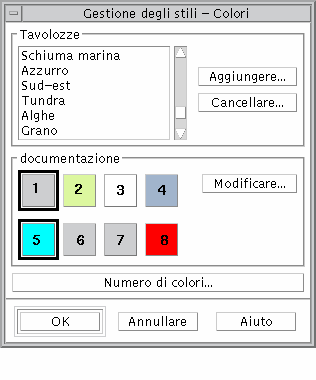 Gestione degli stili – Colori
Tavolozze
Schiuma marina
Azzurro
Sud-est
Tundra
Alghe
Grano
Aggiungere...
Cancellare...
documentazione
1 2 3 4
Modificare...
5 6 7 8
Numero di colori...
OK Annullare Aiuto